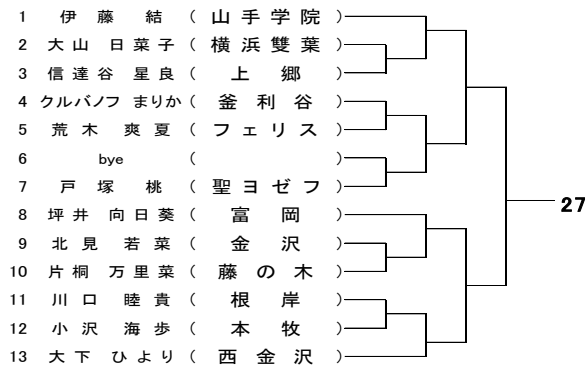 1 伊藤 結 ( 山手学院 )
2 大山 日菜子 ( 横浜雙葉 )
3 信達谷 星良 ( 上郷 )
4 クルバノフ まりか ( 釜利谷 )
5 荒木 爽夏 ( フェリス )
6 bye ( )
7 戸塚 桃 ( 聖ヨゼフ )
27
8 坪井 向日葵 ( 富岡 )
9 北見 若菜 ( 金沢 )
10 片桐 万里菜 ( 藤の木 )
11 川口 睦貴 ( 根岸 )
12 小沢 海歩 ( 本牧 )
13 大下 ひより ( 西金沢 )